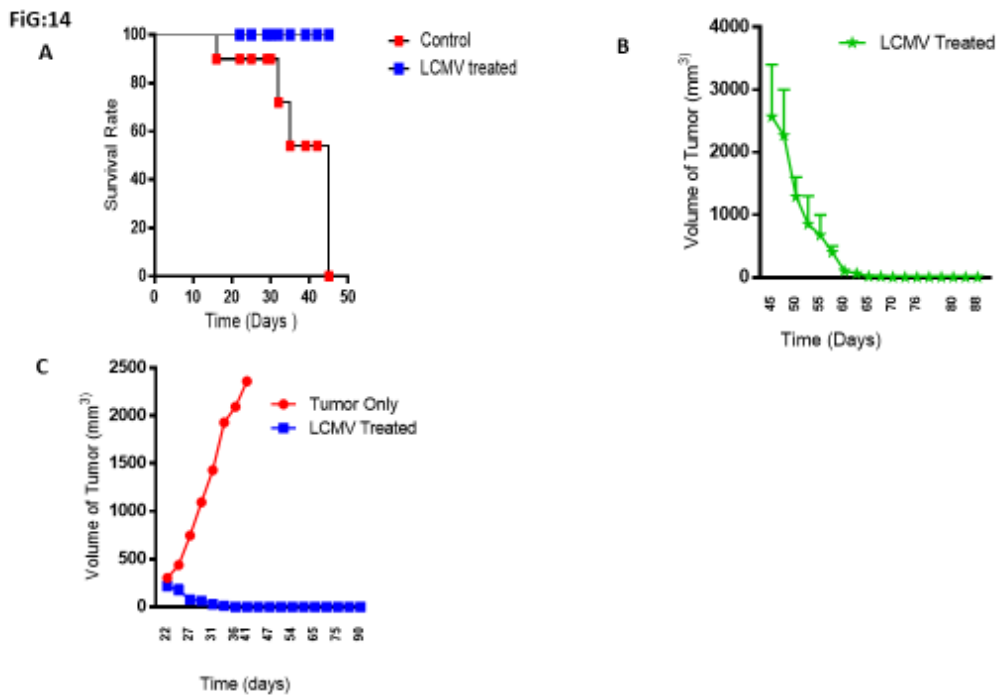 FiG:14
A
100
80
60
40
20
0
Survival Rate
0 10 20 30 40 50
Time (Days )
Control
LCMV treated
B
4000
3000
2000
1000
0
Volume of Tumor (mm³)
45 50 55 60 65 70 76 80 88
Time (Days)
LCMV Treated
C
2500
2000
1500
1000
500
0
Volume of Tumor (mm³)
22 27 31 36 41 47 54 65 75 90
Time (days)
Tumor Only
LCMV Treated